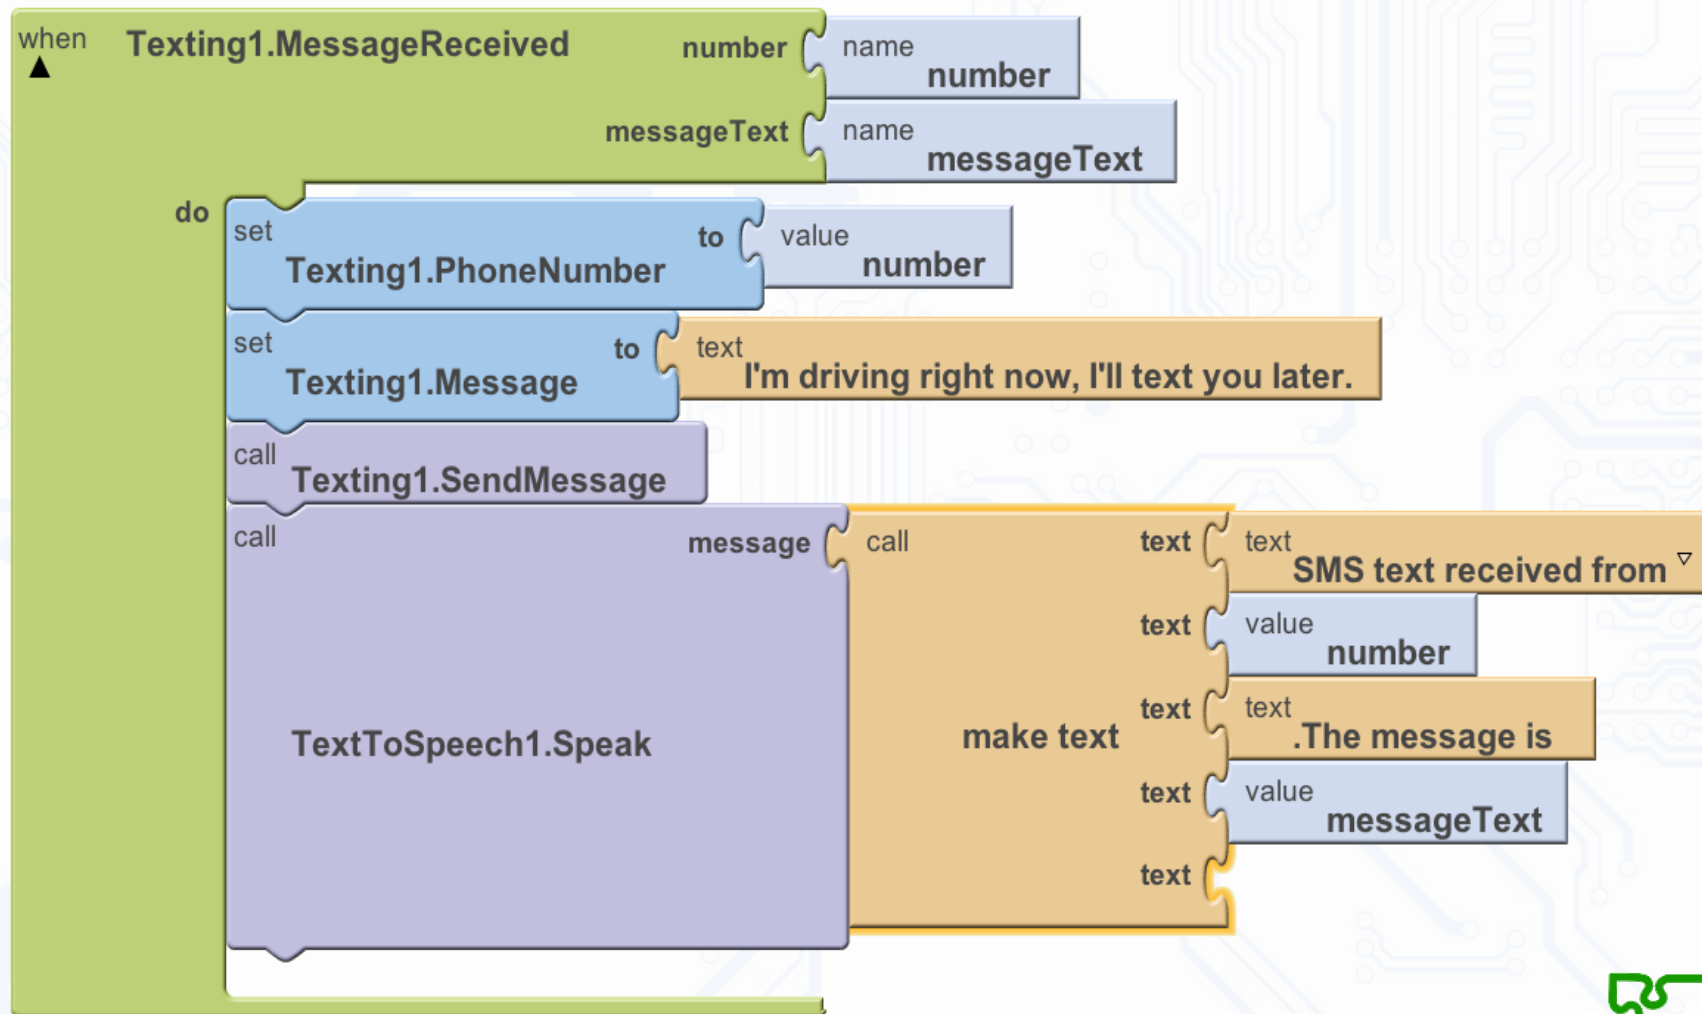 when Texting1.MessageReceived number name number
messageText name messageText
do set Texting1.PhoneNumber to value number
set Texting1.Message to text I'm driving right now, I'll text you later.
call Texting1.SendMessage
call TextToSpeech1.Speak message call make text text text SMS text received from
text value number
text text .The message is
text value messageText
text